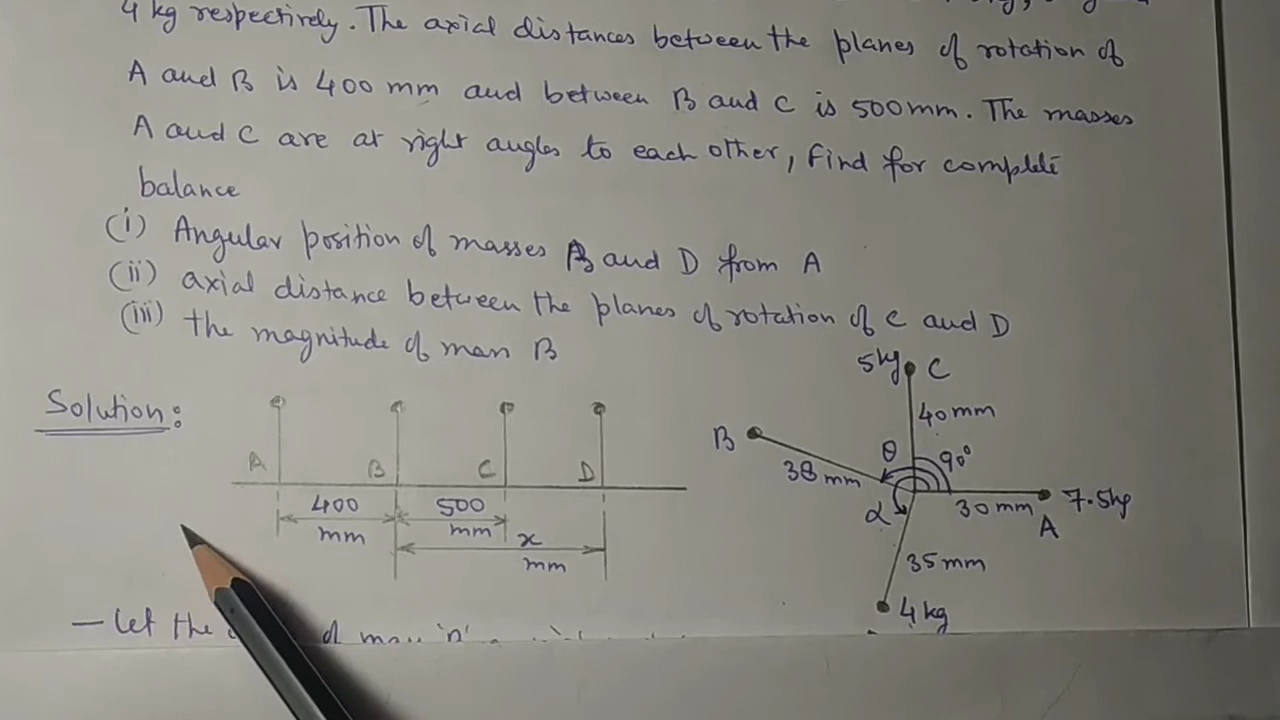 4 kg respectively. The axial distances between the planes of rotation of
A and B is 400 mm and between B and C is 500mm. The masses
A and C are at right angles to each other, Find for complete
balance
(i) Angular position of masses B and D from A
(ii) axial distance between the planes of rotation of C and D
(iii) the magnitude of mass B
Solution:
A
B
C
D
400
mm
500
mm
x
mm
5kg C
40mm
B
38 mm
θ
90°
α
30mm
7.5kg
A
35mm
4kg
— Let the